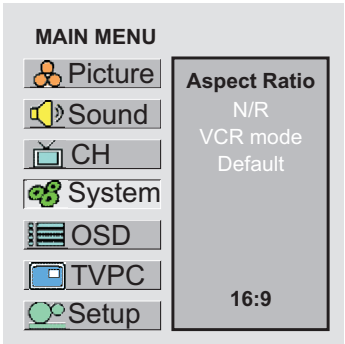 MAIN MENU
Picture
Sound
CH
System
OSD
TVPC
Setup
Aspect Ratio
N/R
VCR mode
Default
16:9